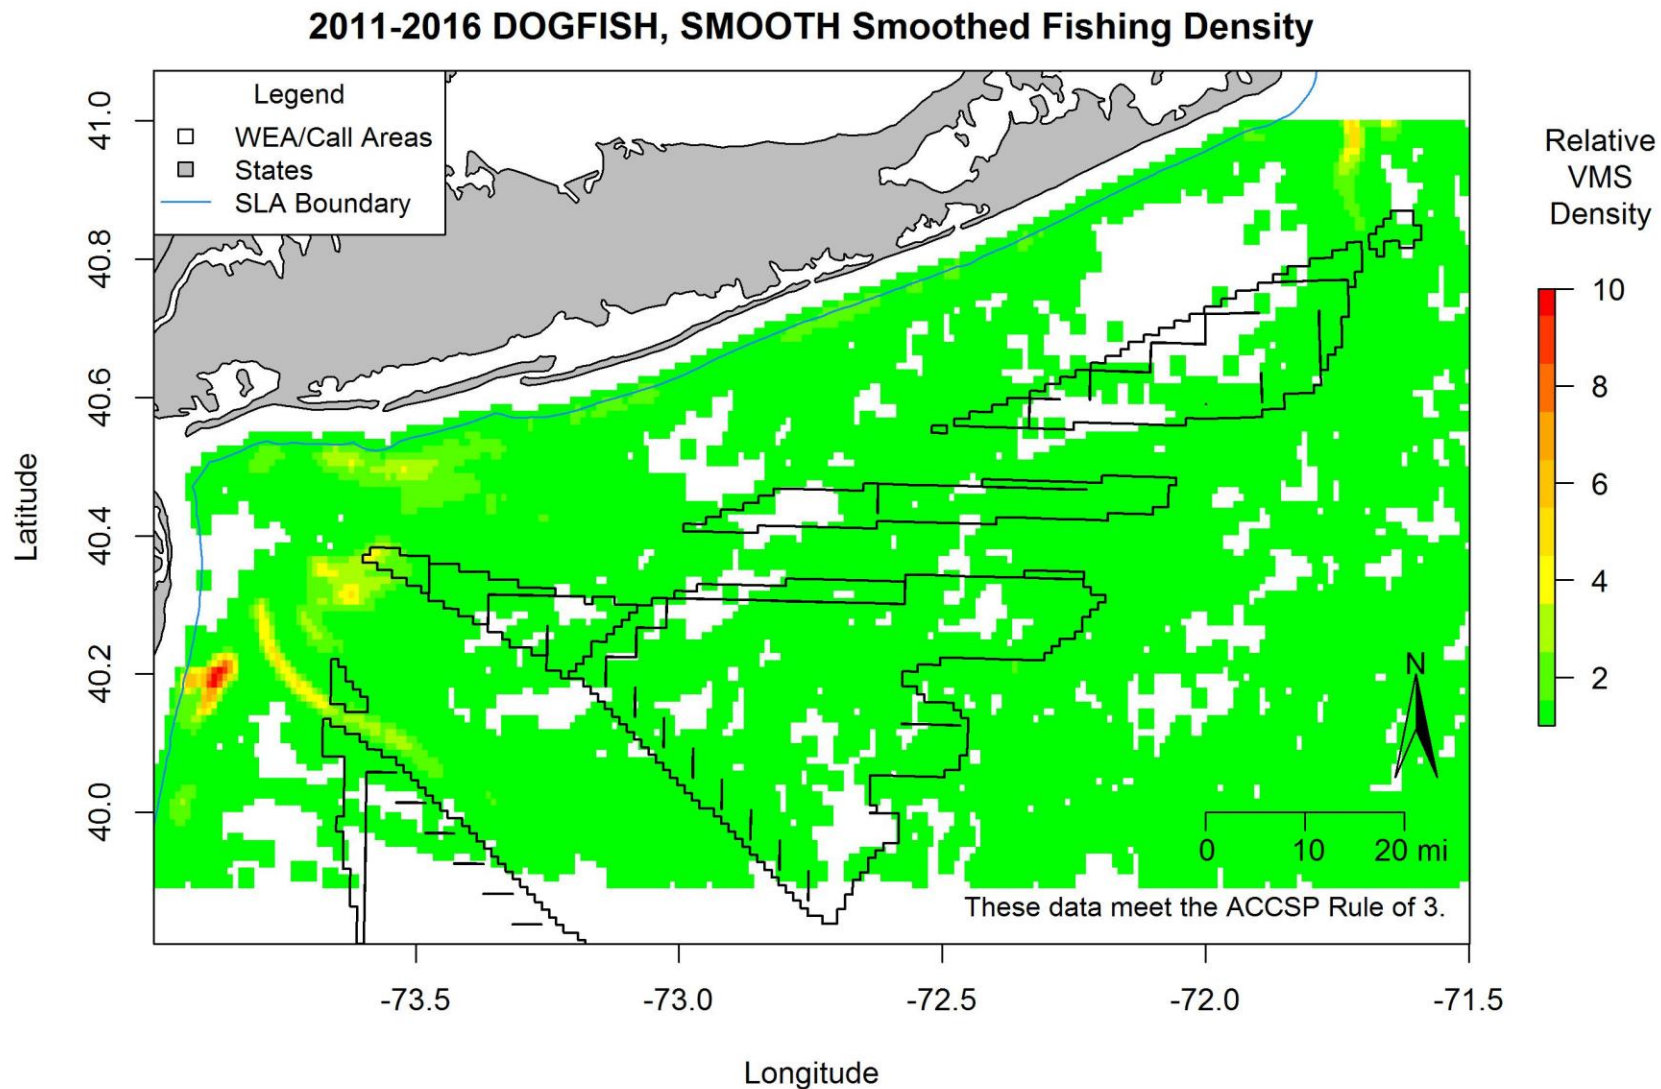 2011-2016 DOGFISH, SMOOTH Smoothed Fishing Density
Legend
WEA/Call Areas
States
SLA Boundary
Relative
VMS
Density
10
8
6
4
2
41.0
40.8
40.6
40.4
40.2
40.0
Latitude
N
0 10 20 mi
These data meet the ACCSP Rule of 3.
-73.5 -73.0 -72.5 -72.0 -71.5
Longitude